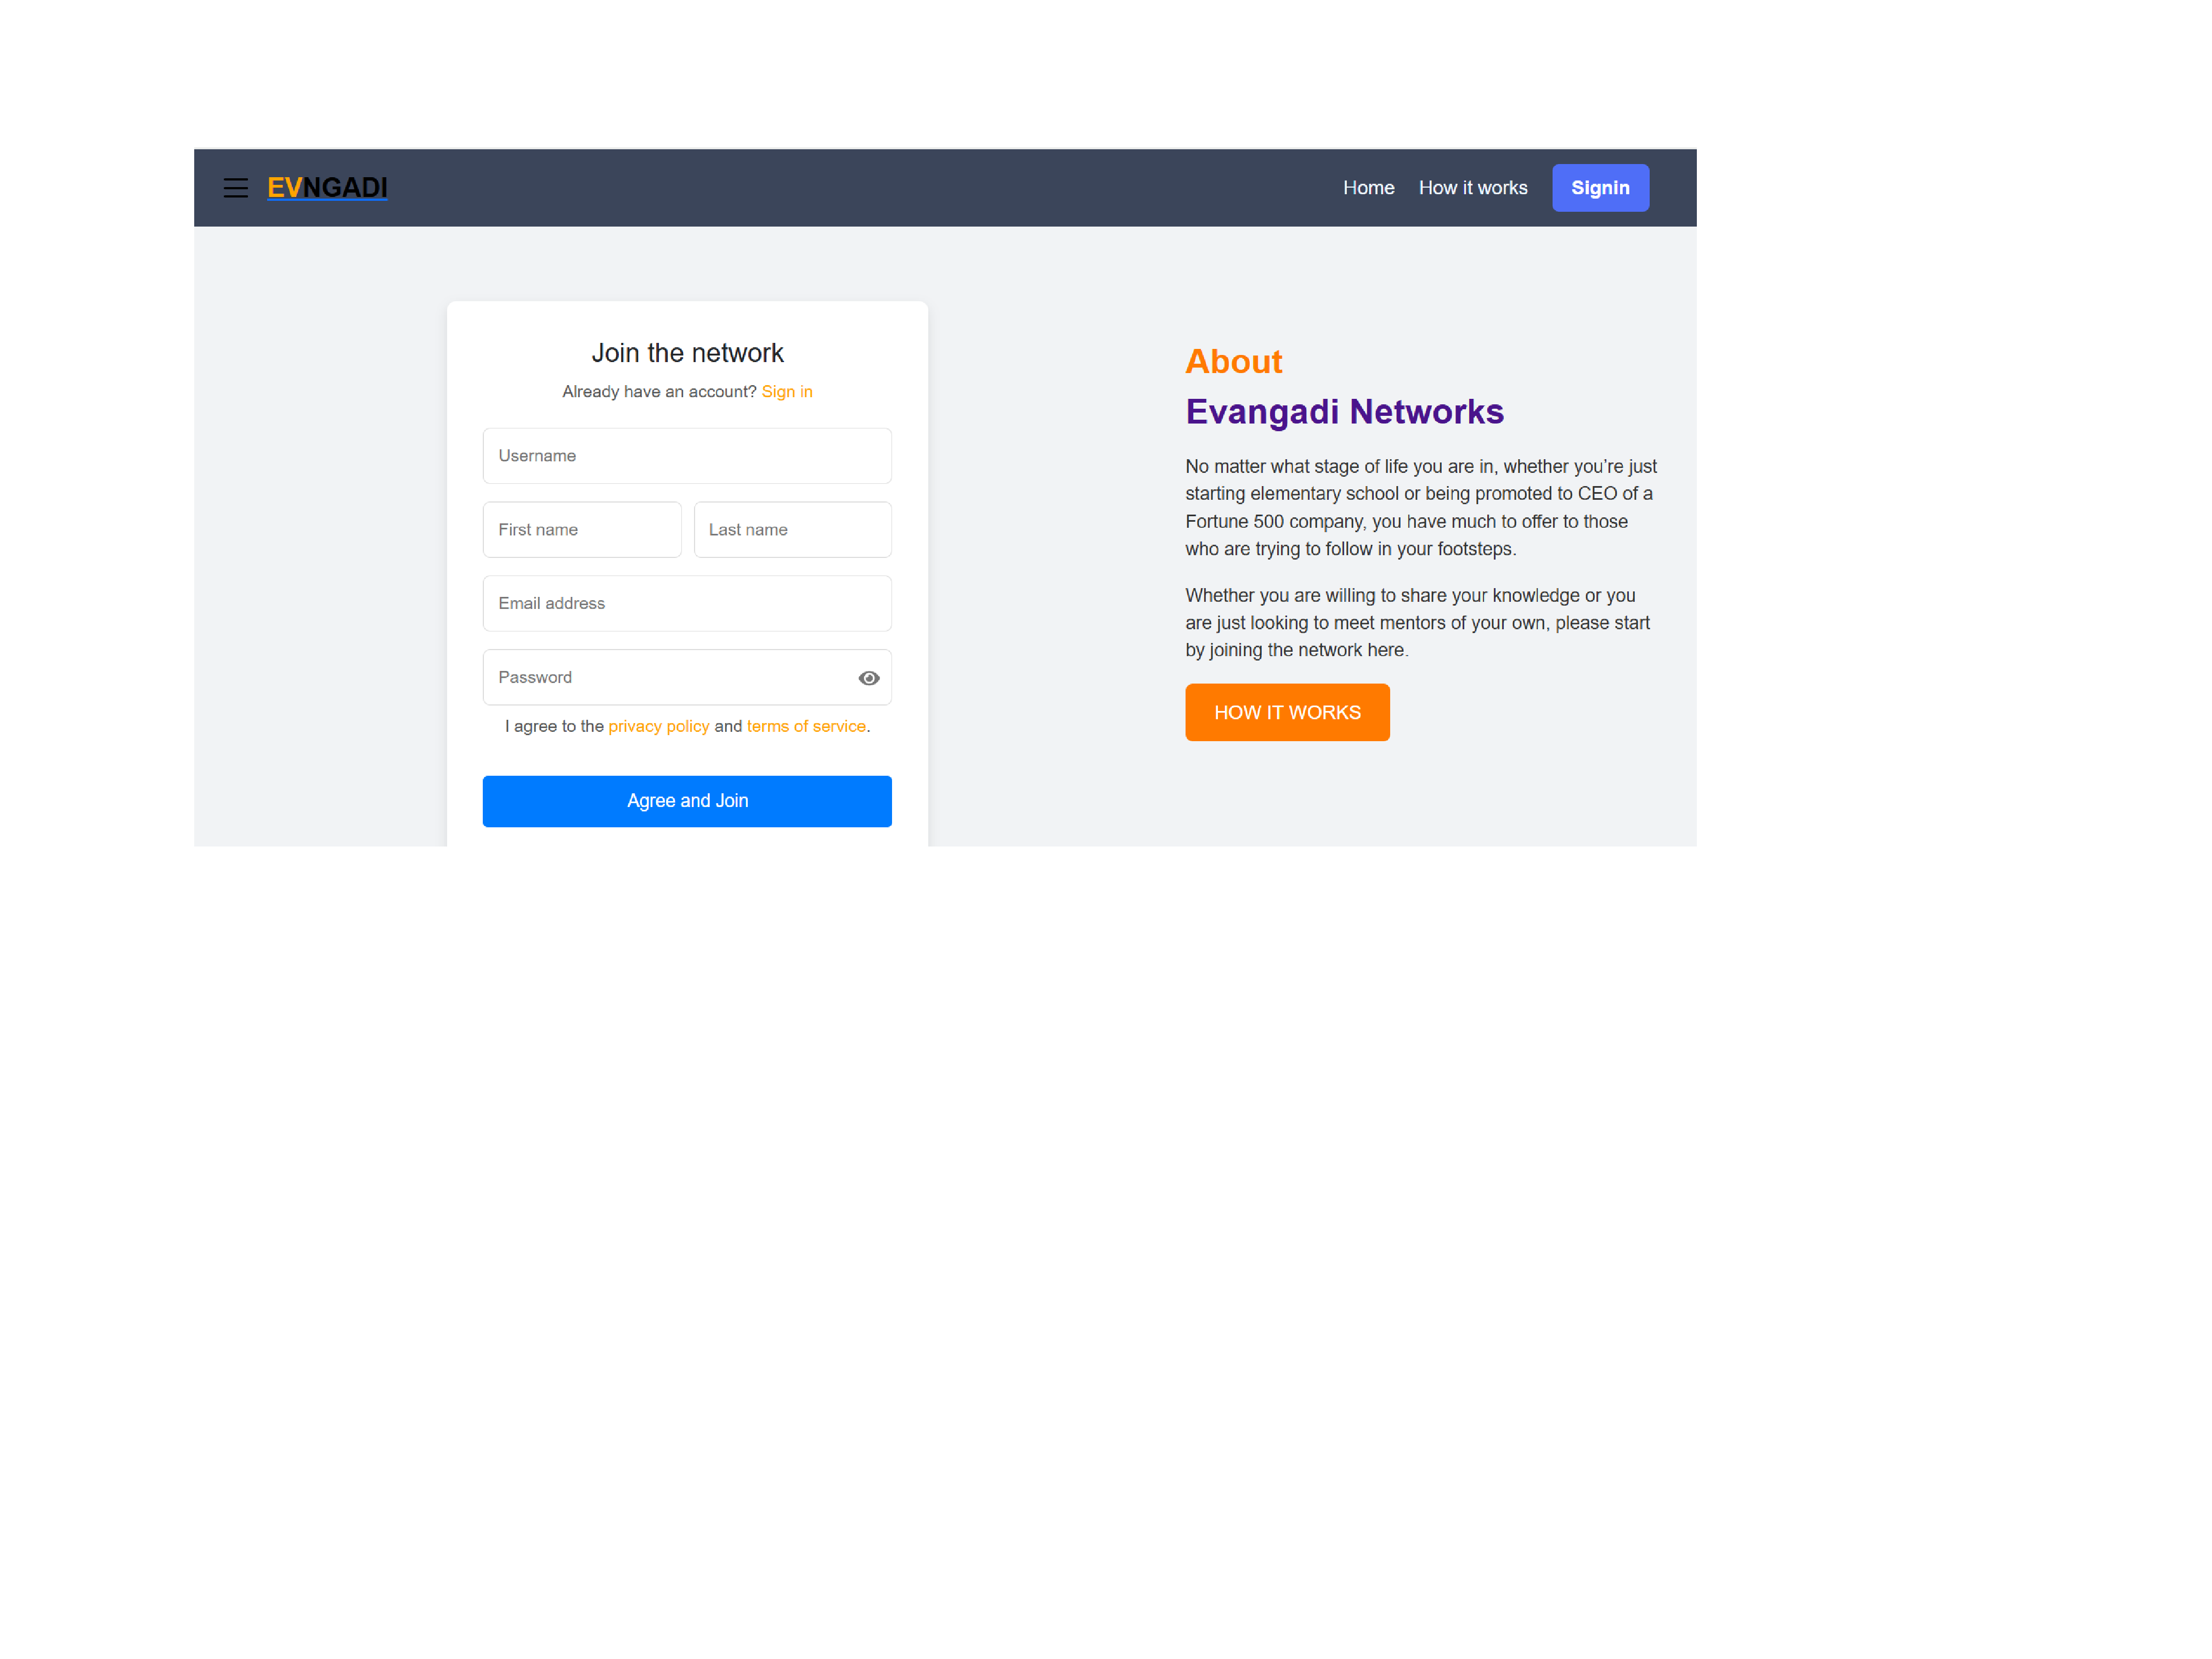 EVNGADI
Home
How it works
Signin
Join the network
Already have an account? Sign in
Username
First name
Last name
Email address
Password
I agree to the privacy policy and terms of service.
Agree and Join
About
Evangadi Networks
No matter what stage of life you are in, whether you’re just
starting elementary school or being promoted to CEO of a
Fortune 500 company, you have much to offer to those
who are trying to follow in your footsteps.
Whether you are willing to share your knowledge or you
are just looking to meet mentors of your own, please start
by joining the network here.
HOW IT WORKS